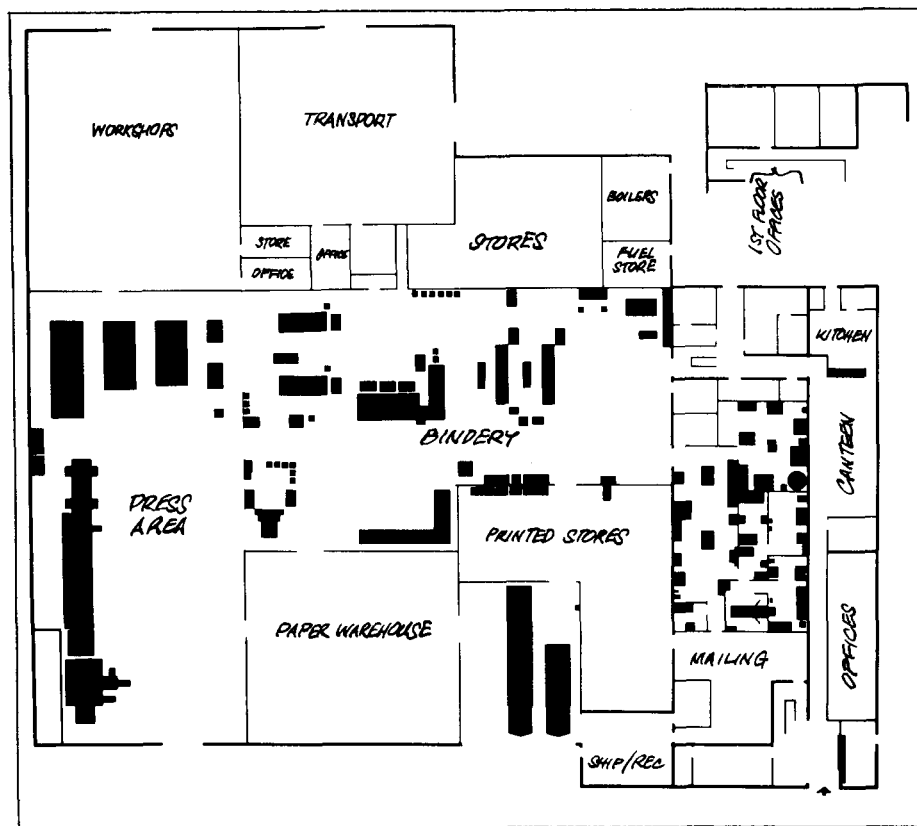 WORKSHOPS
TRANSPORT
STORE
OFFICE
OFFICE
STORES
BOILERS
FUEL
STORE
1ST FLOOR
OFFICES
KITCHEN
CANTEEN
BINDERY
PRESS
AREA
PRINTED STORES
PAPER WAREHOUSE
MAILING
OFFICES
SHIP/REC